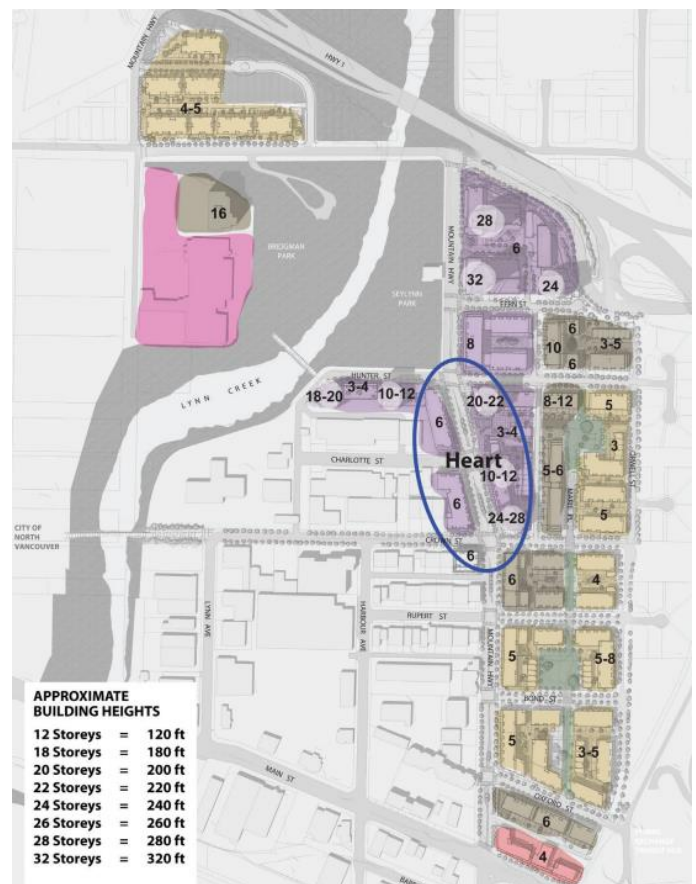 MOUNTAIN HWY
HWY 1
4-5
16
BRIDGMAN
PARK
28
6
MOUNTAIN HWY
SEYLYNN
PARK
32
24
FERN ST
8
6
10
3-5
6
LYNN CREEK
HUNTER ST
3-4
18-20
10-12
20-22
8-12
5
6
3-4
3
CHARLOTTE ST
Heart
10-12
5-6
MARIE PL
ORWELL ST
6
24-28
5
CITY OF
NORTH
VANCOUVER
CROWN ST
6
6
4
LYNN AVE
HARBOUR AVE
RUPERT ST
MOUNTAIN HWY
5
5-8
BOND ST
5
3-5
MAIN ST
OXFORD ST
6
4
APPROXIMATE
BUILDING HEIGHTS
12 Storeys = 120 ft
18 Storeys = 180 ft
20 Storeys = 200 ft
22 Storeys = 220 ft
24 Storeys = 240 ft
26 Storeys = 260 ft
28 Storeys = 280 ft
32 Storeys = 320 ft